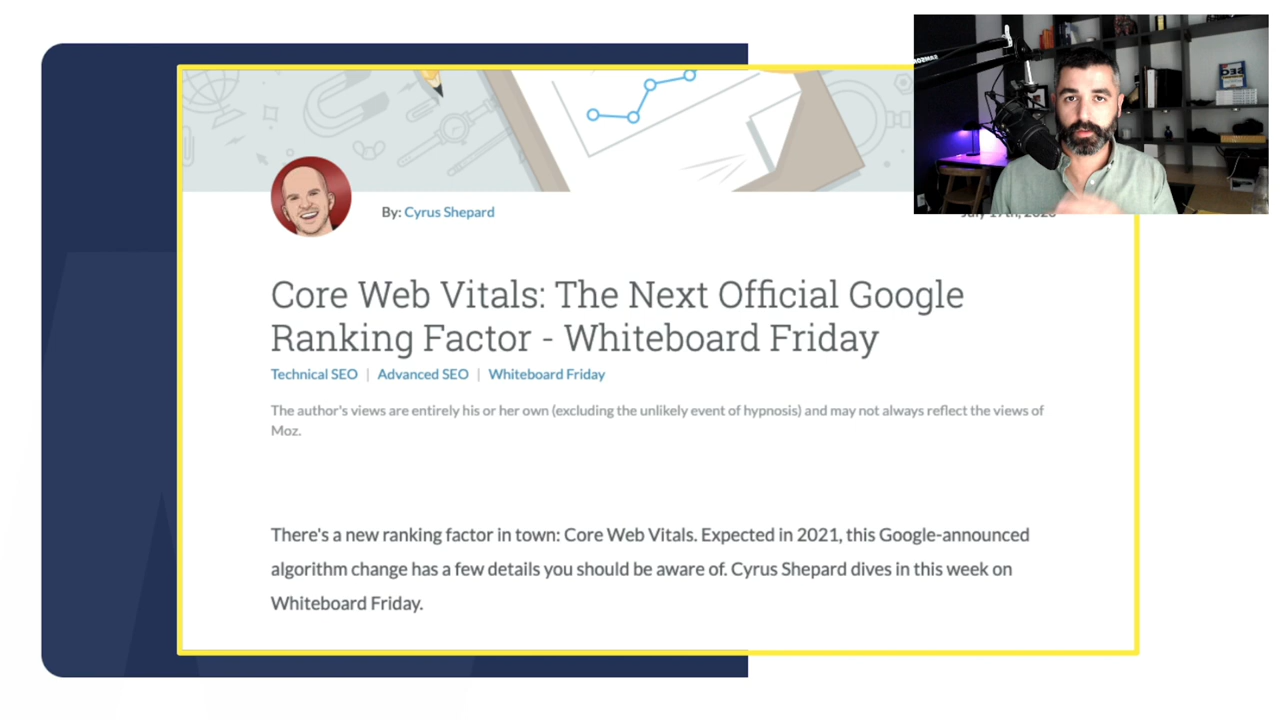 By: Cyrus Shepard
Core Web Vitals: The Next Official Google
Ranking Factor - Whiteboard Friday
Technical SEO | Advanced SEO | Whiteboard Friday
The author's views are entirely his or her own (excluding the unlikely event of hypnosis) and may not always reflect the views of
Moz.
There's a new ranking factor in town: Core Web Vitals. Expected in 2021, this Google-announced
algorithm change has a few details you should be aware of. Cyrus Shepard dives in this week on
Whiteboard Friday.
SEO